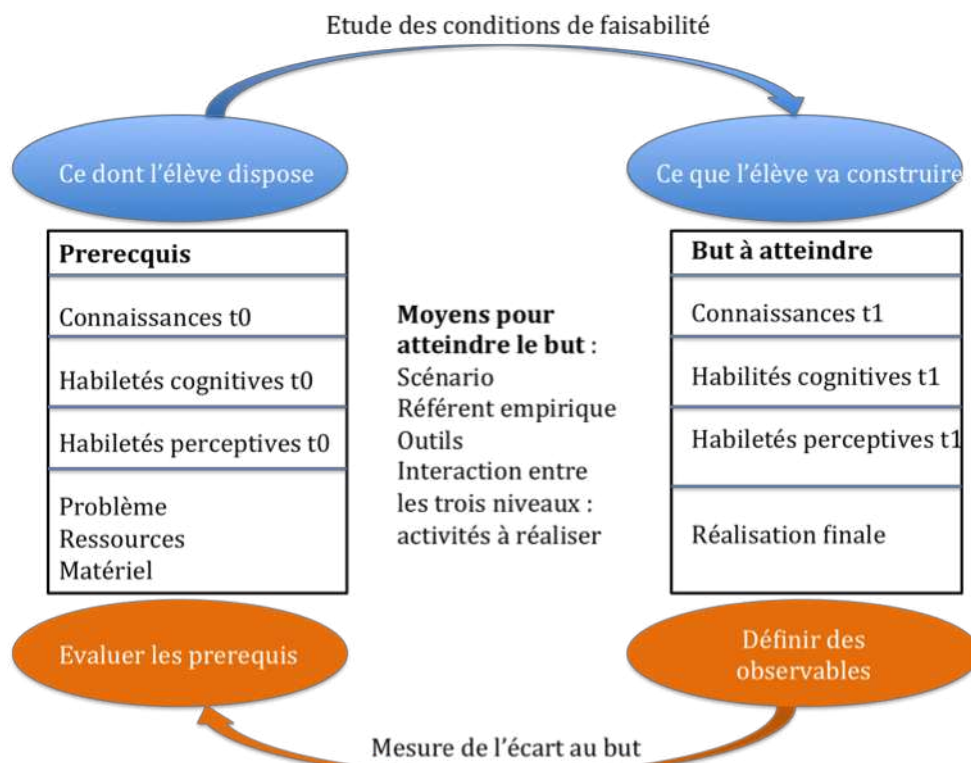 Etude des conditions de faisabilité
Ce dont l'élève dispose
Ce que l'élève va construire
Prerecquis
Connaissances t0
Habiletés cognitives t0
Habiletés perceptives t0
Problème
Ressources
Matériel
Moyens pour
atteindre le but :
Scénario
Référent empirique
Outils
Interaction entre
les trois niveaux :
activités à réaliser
But à atteindre
Connaissances t1
Habilités cognitives t1
Habiletés perceptives t1
Réalisation finale
Evaluer les prerequis
Définir des
observables
Mesure de l'écart au but